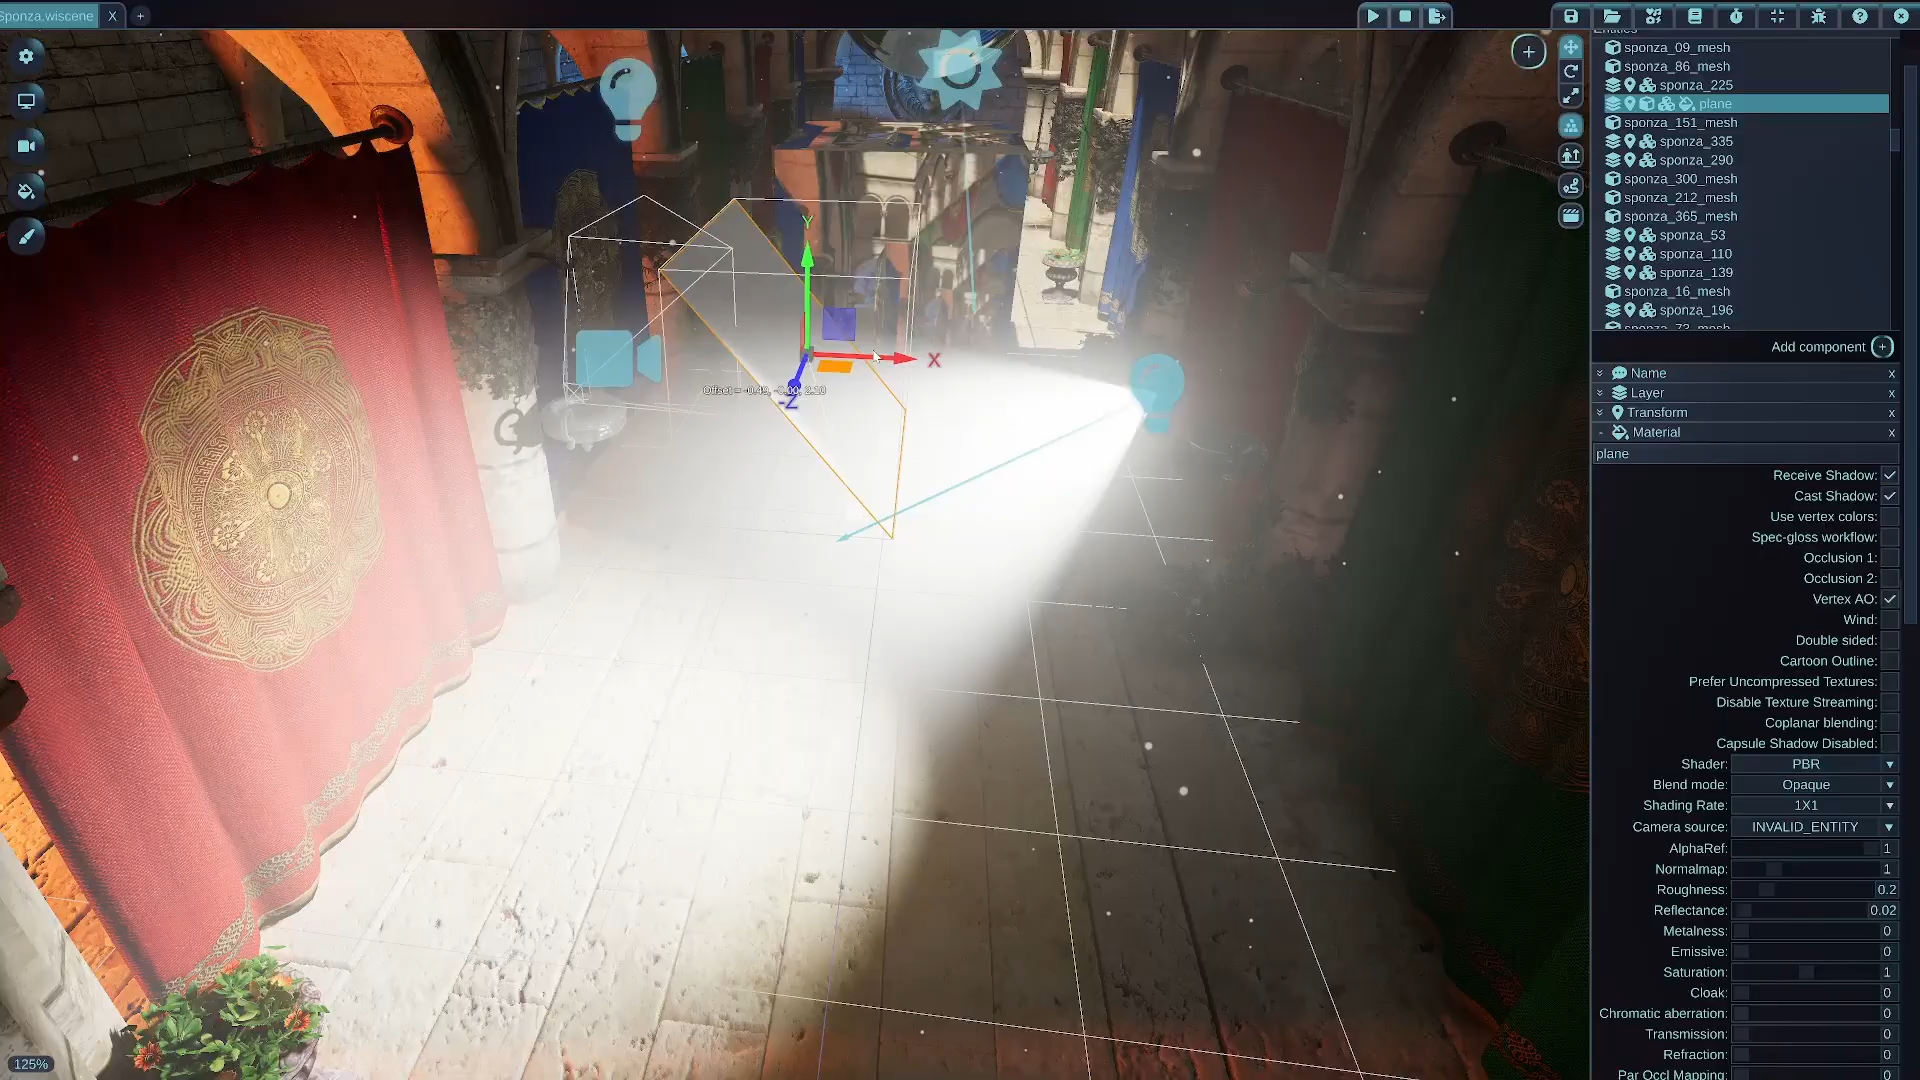 Sponza.wiscene X +
Entities
sponza_09_mesh
sponza_86_mesh
sponza_225
plane
sponza_151_mesh
sponza_335
sponza_290
sponza_300_mesh
sponza_212_mesh
sponza_365_mesh
sponza_53
sponza_110
sponza_139
sponza_16_mesh
sponza_196
sponza_73_mesh
Y
X
-Z
Add component +
Name x
Layer x
Transform x
- Material x
plane
Receive Shadow:
Cast Shadow:
Use vertex colors:
Spec-gloss workflow:
Occlusion 1:
Occlusion 2:
Vertex AO:
Wind:
Double sided:
Cartoon Outline:
Prefer Uncompressed Textures:
Disable Texture Streaming:
Coplanar blending:
Capsule Shadow Disabled:
Shader: PBR
Blend mode: Opaque
Shading Rate: 1X1
Camera source: INVALID_ENTITY
AlphaRef: 1
Normalmap: 1
Roughness: 0.2
Reflectance: 0.02
Metalness: 0
Emissive: 0
Saturation: 1
Cloak: 0
Chromatic aberration: 0
Transmission: 0
Refraction: 0
Par Occl Mapping: 0
125%